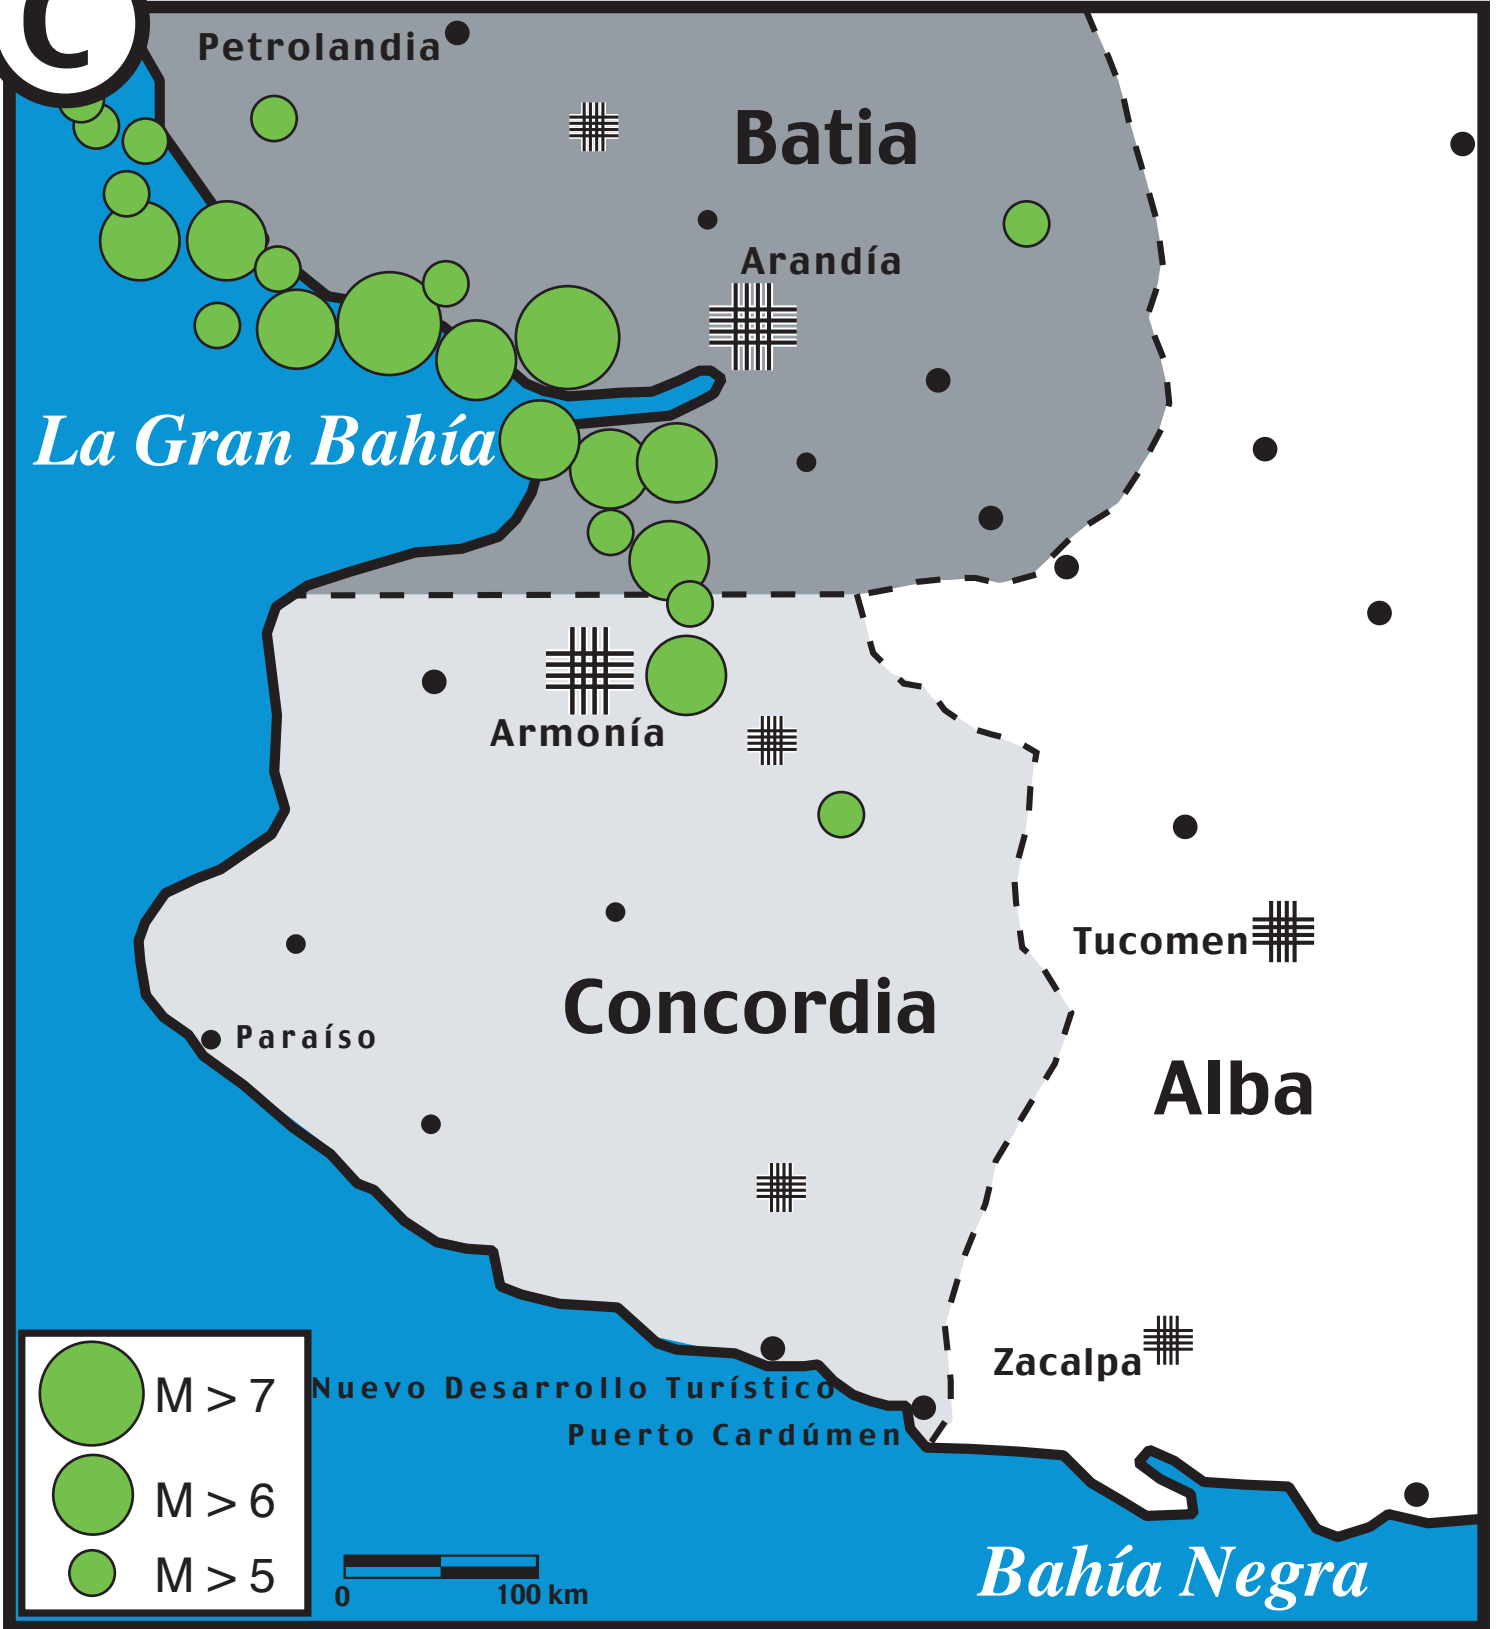 C
Petrolandia
Batia
Arandía
La Gran Bahía
Armonía
Tucomen
Concordia
Paraíso
Alba
Zacalpa
Nuevo Desarrollo Turístico
Puerto Cardúmen
M > 7
M > 6
M > 5
0 100 km
Bahía Negra